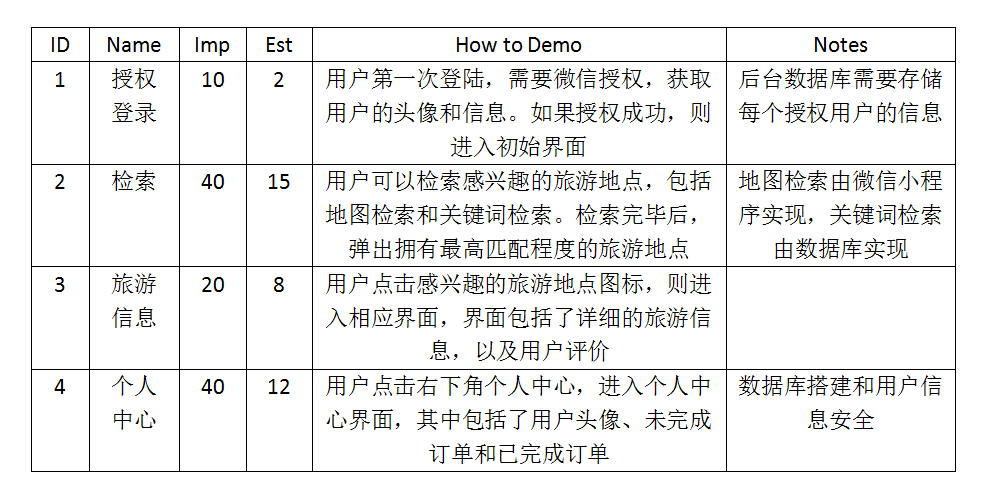 ID Name Imp Est How to Demo Notes
1 授权 10 2 用户第一次登陆，需要微信授权，获取 后台数据库需要存储
登录 用户的头像和信息。如果授权成功，则 每个授权用户的信息
进入初始界面
2 检索 40 15 用户可以检索感兴趣的旅游地点，包括 地图检索由微信小程
地图检索和关键词检索。检索完毕后， 序实现，关键词检索
弹出拥有最高匹配程度的旅游地点 由数据库实现
3 旅游 20 8 用户点击感兴趣的旅游地点图标，则进
信息 入相应界面，界面包括了详细的旅游信
息，以及用户评价
4 个人 40 12 用户点击右下角个人中心，进入个人中 数据库搭建和用户信
中心 心界面，其中包括了用户头像、未完成 息安全
订单和已完成订单